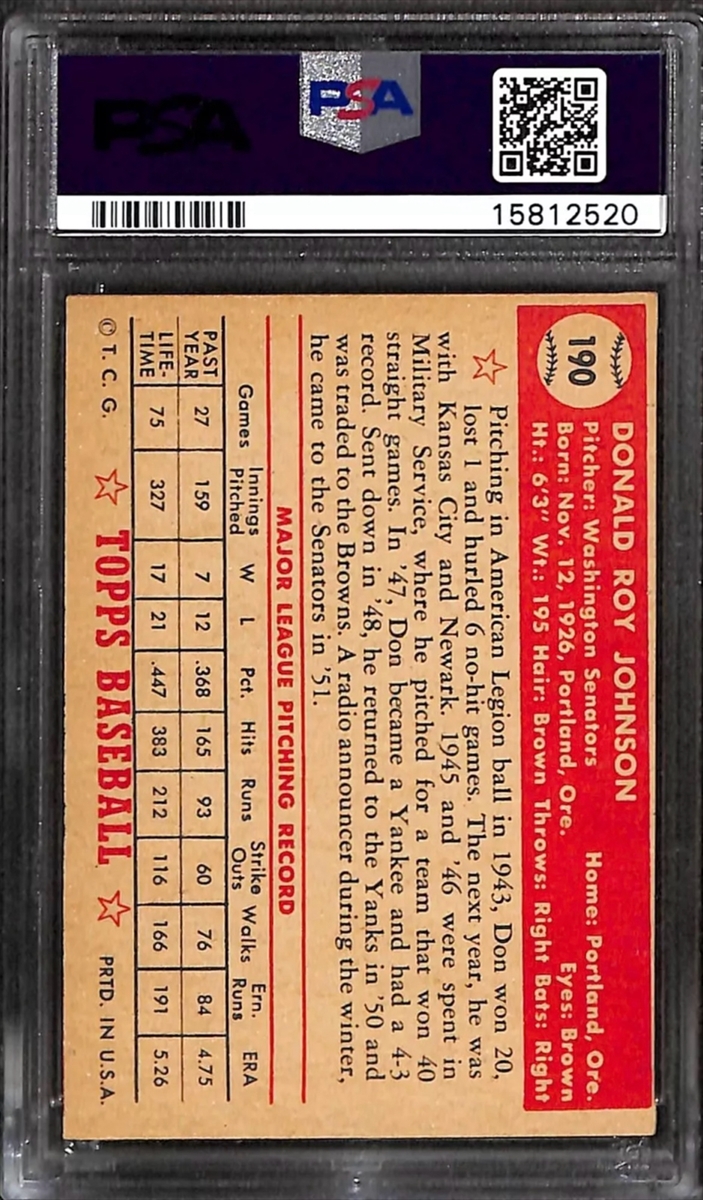 PSA
PSA
15812520
190
DONALD ROY JOHNSON
Pitcher: Washington Senators Home: Portland, Ore.
Born: Nov. 12, 1926, Portland, Ore. Eyes: Brown
Ht.: 6'3" Wt.: 195 Hair: Brown Throws: Right Bats: Right
Pitching in American Legion ball in 1943, Don won 20,
lost 1 and hurled 6 no-hit games. The next year, he was
with Kansas City and Newark. 1945 and '46 were spent in
Military Service, where he pitched for a team that won 40
straight games. In '47, Don became a Yankee and had a 4-3
record. Sent down in '48, he returned to the Yanks in '50 and
was traded to the Browns. A radio announcer during the winter,
he came to the Senators in '51.
MAJOR LEAGUE PITCHING RECORD
Games Innings Pitched W L Pct. Hits Runs Strike Outs Walks Ern. Runs ERA
PAST YEAR 27 159 7 12 .368 165 93 60 76 84 4.75
LIFE-TIME 75 327 17 21 .447 383 212 116 166 191 5.26
© T. C. G. TOPPS BASEBALL PRTD. IN U.S.A.